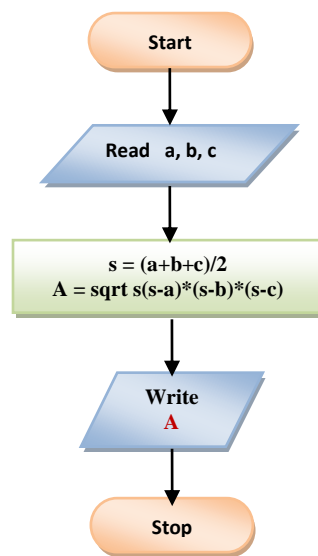 Start
Read a, b, c
s = (a+b+c)/2
A = sqrt s(s-a)*(s-b)*(s-c)
Write
A
Stop